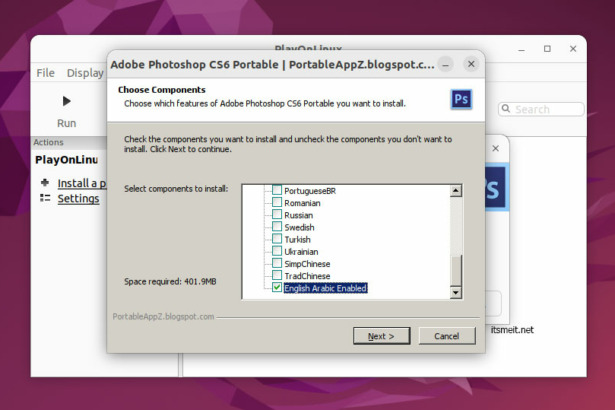 PlayOnLinux
Adobe Photoshop CS6 Portable | PortableAppZ.blogspot.c...
File Display
Choose Components
Choose which features of Adobe Photoshop CS6 Portable you want to install.
Ps
Run
Search
Actions
PlayOnLinu
Install a p
Settings
Check the components you want to install and uncheck the components you don't want to
install. Click Next to continue.
Select components to install:
PortugueseBR
Romanian
Russian
Swedish
Turkish
Ukrainian
SimpChinese
TradChinese
English Arabic Enabled
Space required: 401.9MB
PortableAppZ.blogspot.com
Next >
Cancel
itsmeit.net